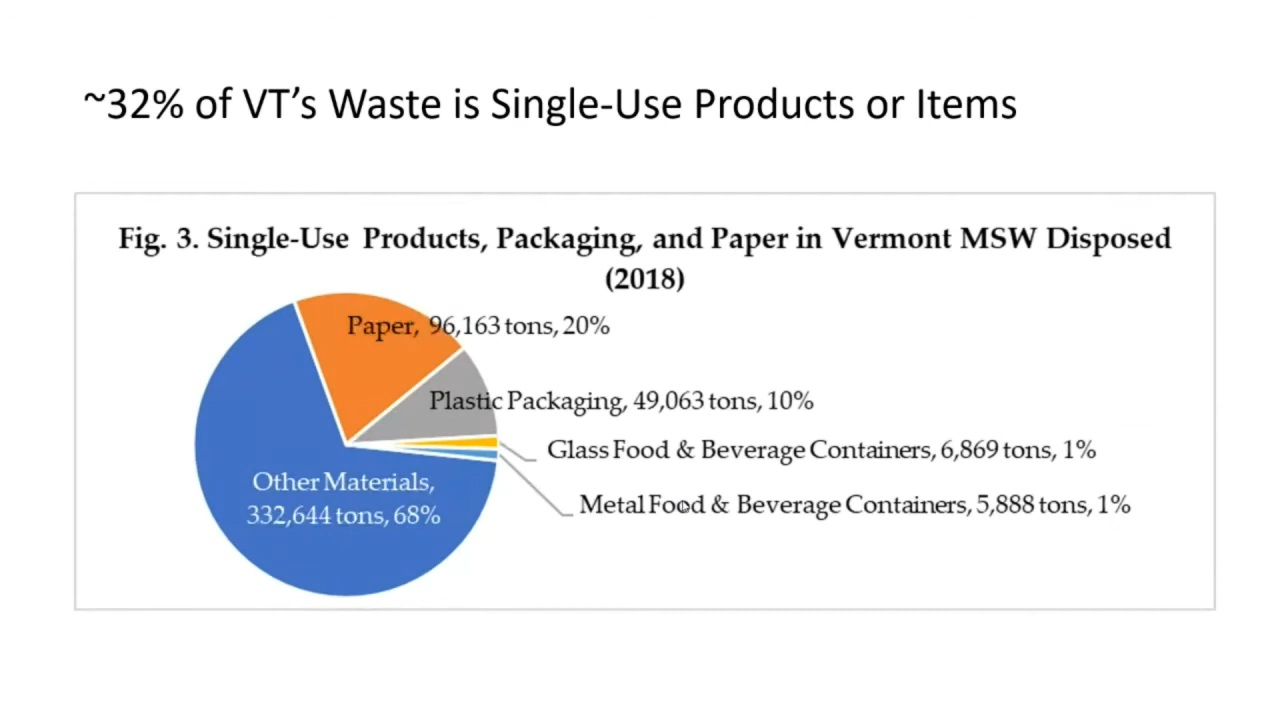 ~32% of VT’s Waste is Single-Use Products or Items
Fig. 3. Single-Use Products, Packaging, and Paper in Vermont MSW Disposed
(2018)
Paper, 96,163 tons, 20%
Plastic Packaging, 49,063 tons, 10%
Glass Food & Beverage Containers, 6,869 tons, 1%
Other Materials,
332,644 tons, 68%
Metal Food & Beverage Containers, 5,888 tons, 1%